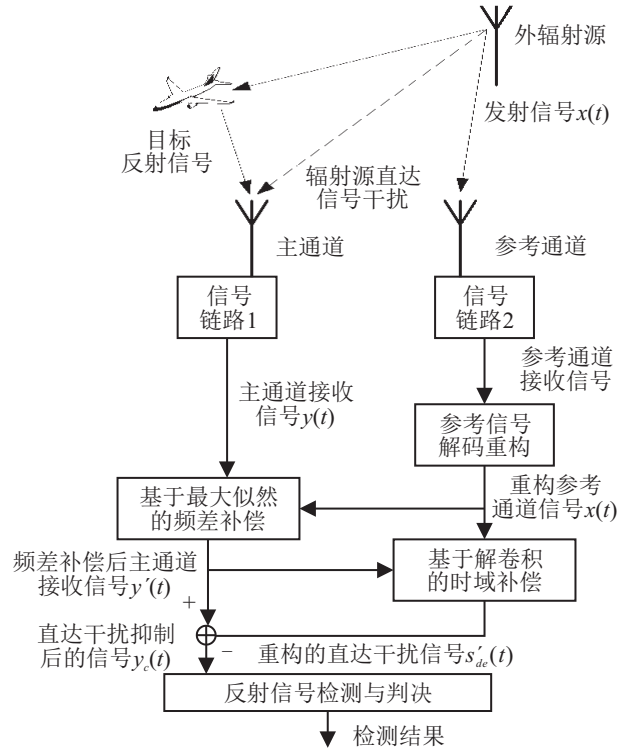 外辐射源
发射信号x(t)
目标
反射信号
辐射源直达
信号干扰
主通道
参考通道
信号
链路1
信号
链路2
参考通道
接收信号
主通道接收
信号y(t)
参考信号
解码重构
重构参考
通道信号x(t)
基于最大似然
的频差补偿
频差补偿后主通道
接收信号y′(t)
基于解卷积
的时域补偿
+
直达干扰抑制
后的信号y_c(t)
−
重构的直达干扰信号s′_de(t)
反射信号检测与判决
检测结果